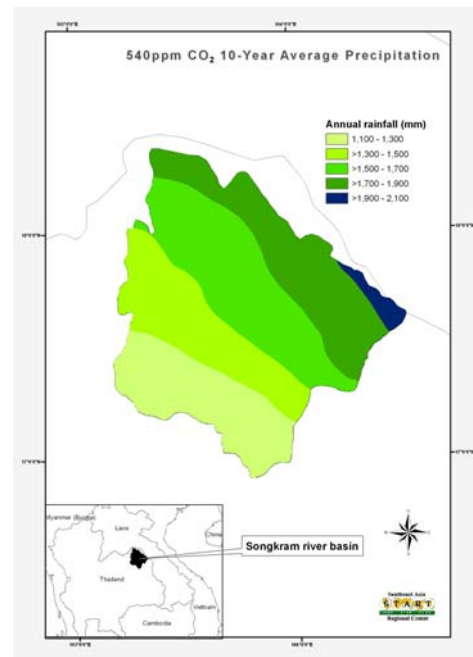 540ppm CO₂ 10-Year Average Precipitation
Annual rainfall (mm)
1,100 - 1,300
>1,300 - 1,500
>1,500 - 1,700
>1,700 - 1,900
>1,900 - 2,100
Laos
China
Thailand
Cambodia
Vietnam
Songkram river basin
Southeast Asia
START
Regional Center